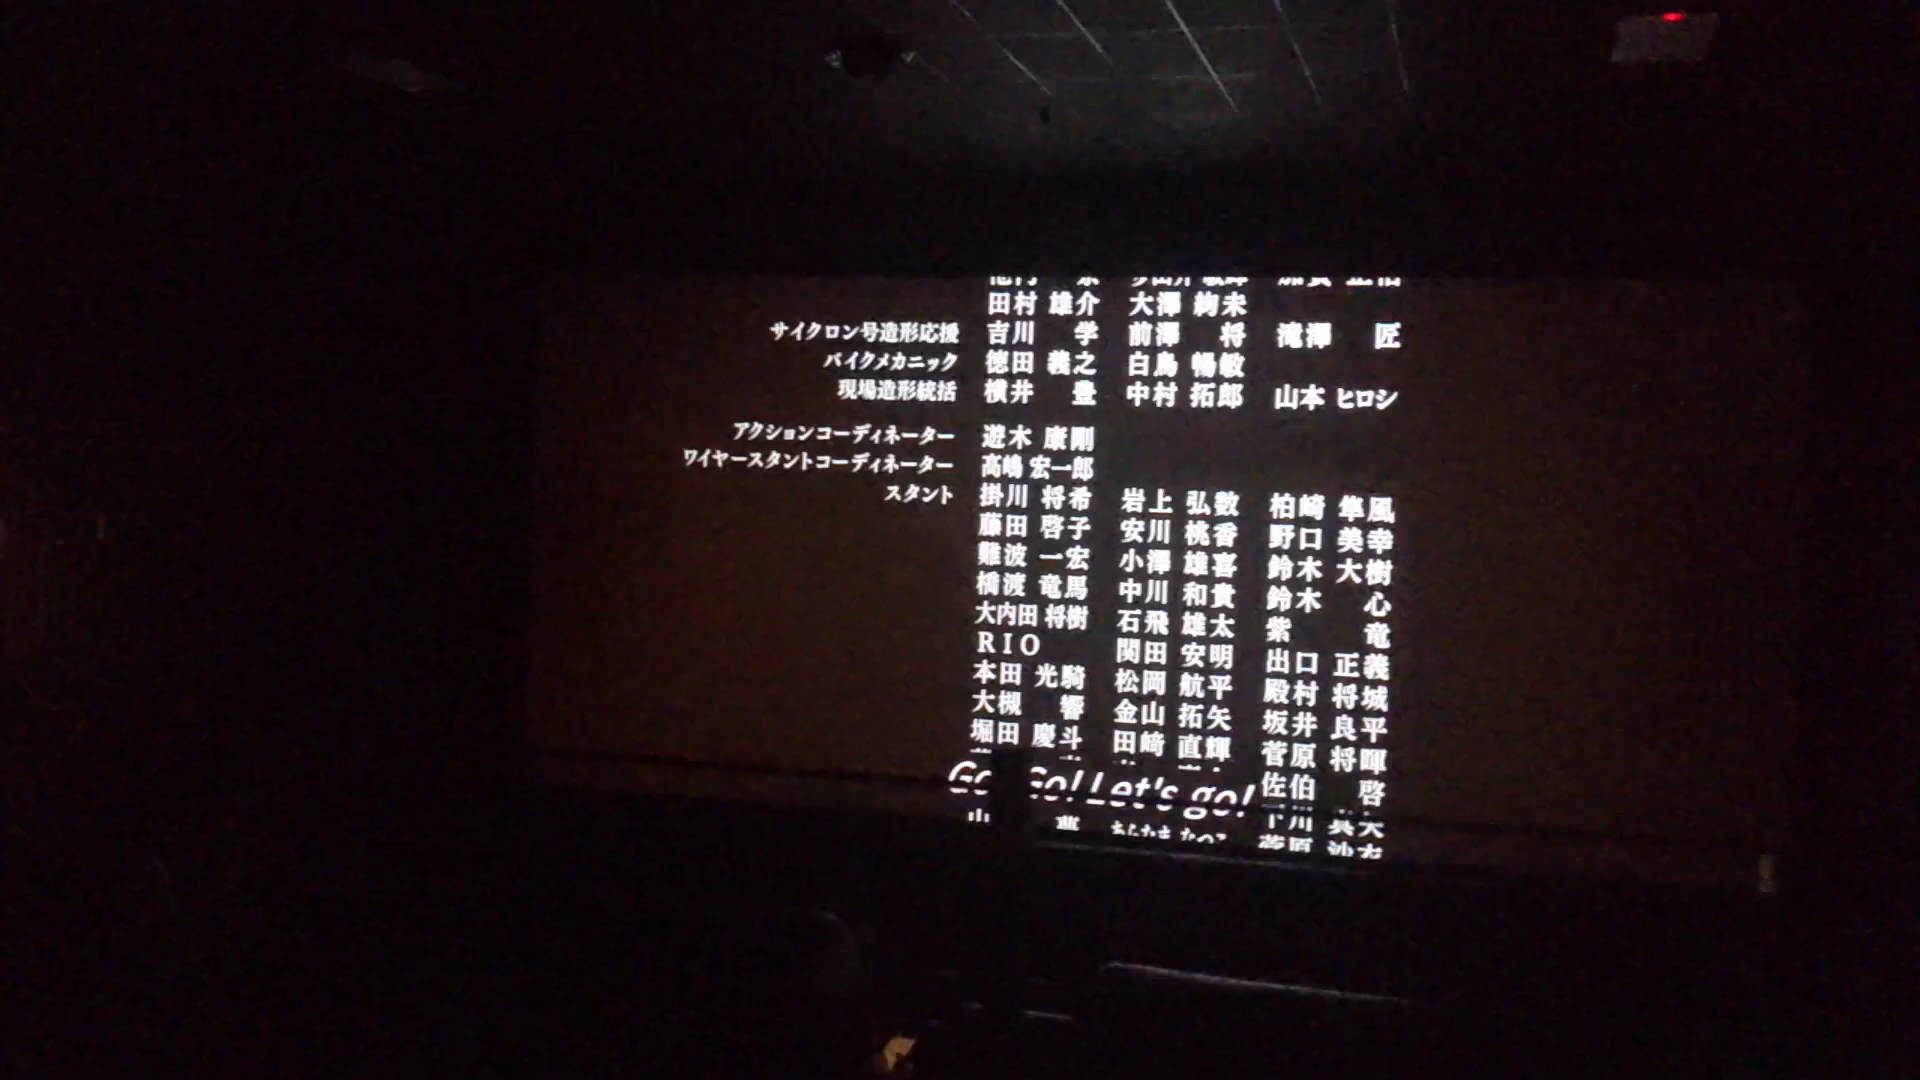 田村 雄介 大澤 絢未
サイクロン号造形応援 吉川 学 前澤 将 滝澤 匠
バイクメカニック 徳田 義之 白鳥 暢敏
現場造形統括 横井 豊 中村 拓郎 山本 ヒロシ
アクションコーディネーター 遊木 康剛
ワイヤースタントコーディネーター 高嶋 宏一郎
スタント 掛川 将希 岩上 弘数 柏崎 隼風
藤田 啓子 安川 桃香 野口 美幸
難波 一宏 小澤 雄喜 鈴木 大樹
橋渡 竜馬 中川 和貴 鈴木 心
大内田 将樹 石飛 雄太 紫 竜
RIO 関田 安明 出口 正義
本田 光騎 松岡 航平 殿村 将城
大槻 響 金山 拓矢 坂井 良平
堀田 慶斗 田﨑 直輝 菅原 将暉
佐伯 啓
Go Go! Let's go!